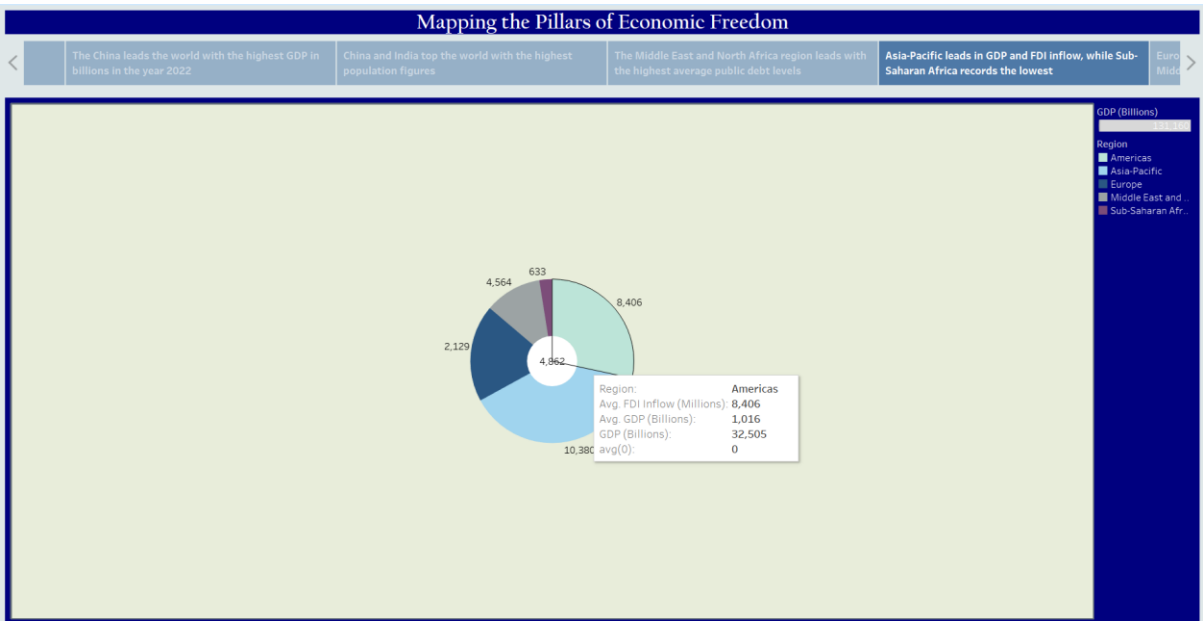 Mapping the Pillars of Economic Freedom
The China leads the world with the highest GDP in
billions in the year 2022
China and India top the world with the highest
population figures
The Middle East and North Africa region leads with
the highest average public debt levels
Asia-Pacific leads in GDP and FDI inflow, while Sub-
Saharan Africa records the lowest
Euro
Midd
GDP (Billions)
131,160
Region
Americas
Asia-Pacific
Europe
Middle East and ..
Sub-Saharan Afr..
633
4,564
8,406
2,129
4,862
10,380
Region: Americas
Avg. FDI Inflow (Millions): 8,406
Avg. GDP (Billions): 1,016
GDP (Billions): 32,505
avg(0): 0